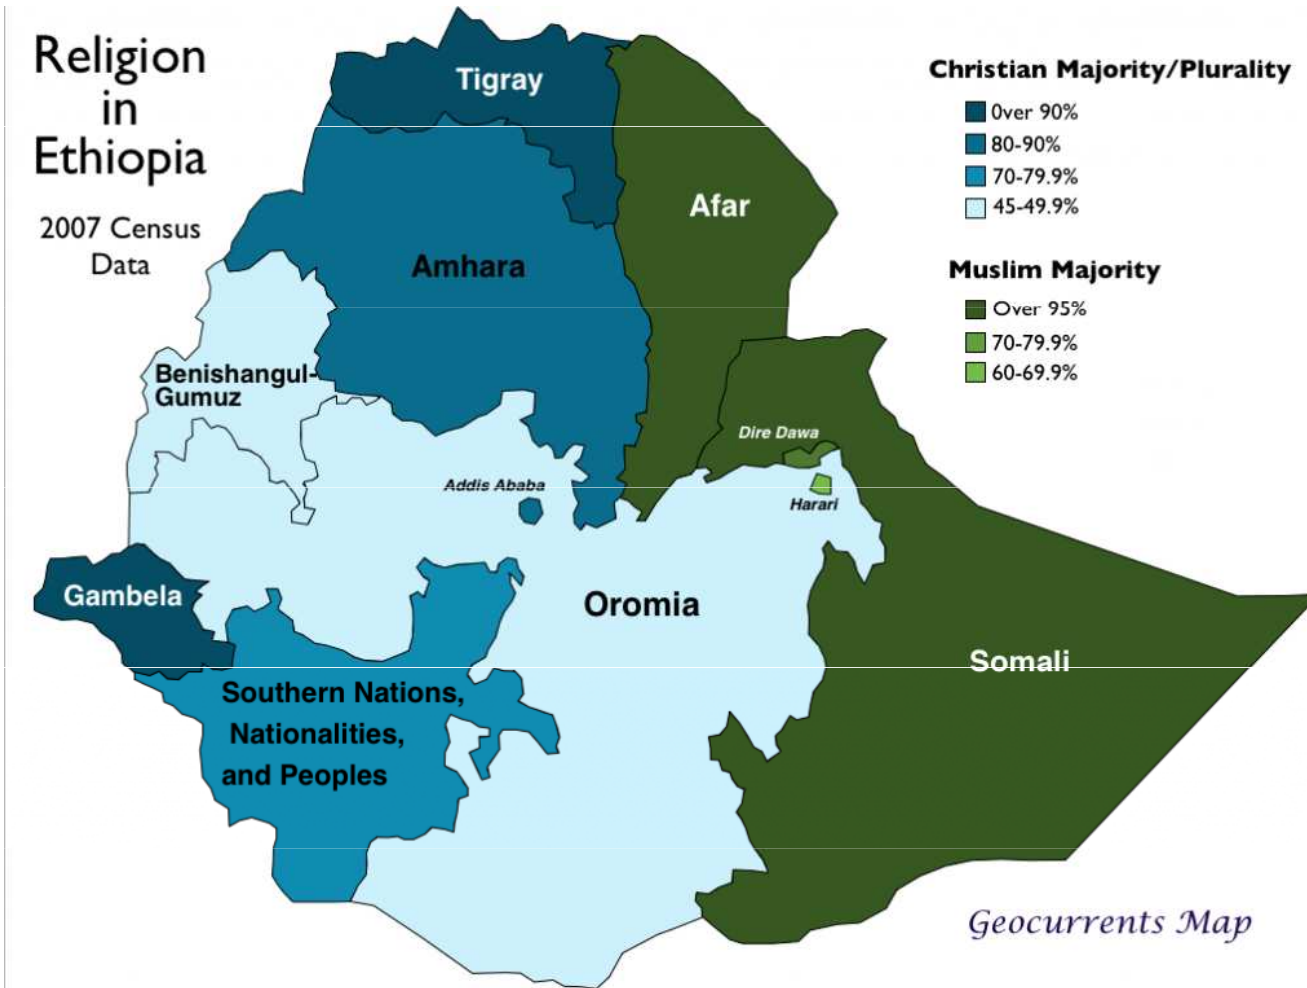 Religion
in
Ethiopia
2007 Census
Data
Christian Majority/Plurality
Over 90%
80-90%
70-79.9%
45-49.9%
Muslim Majority
Over 95%
70-79.9%
60-69.9%
Tigray
Afar
Amhara
Benishangul-
Gumuz
Dire Dawa
Addis Ababa
Harari
Gambela
Oromia
Somali
Southern Nations,
Nationalities,
and Peoples
Geocurrents Map